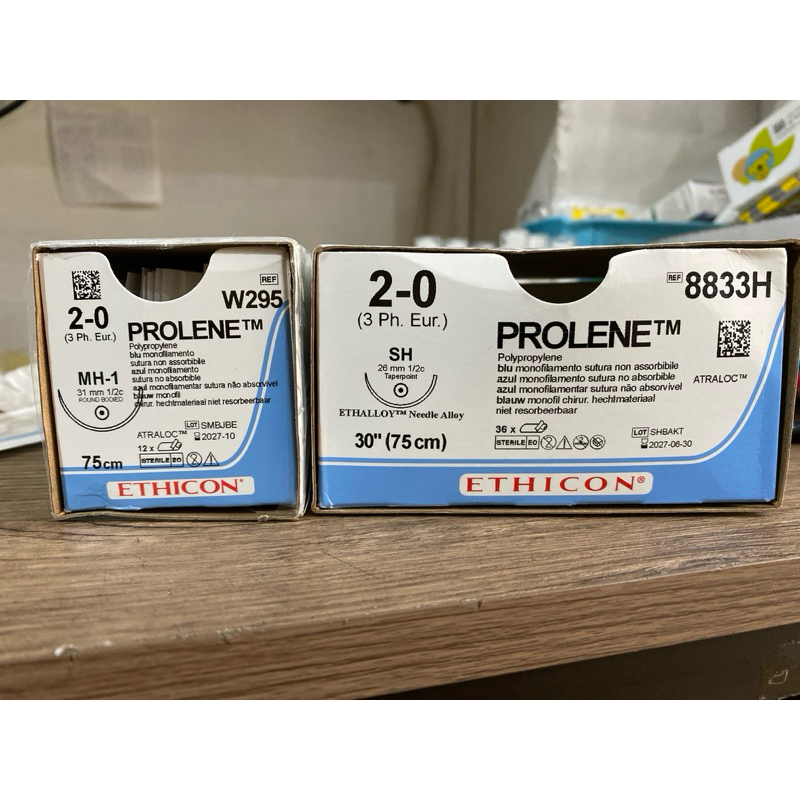 REF
W295
2-0
(3 Ph. Eur.)
PROLENE™
Polypropylene
blu monofilamento
sutura non assorbibile
azul monofilamento
sutura no absorbible
azul monofilamentar sutura não absorvível
blauw monofil
chirur. hechtmateriaal niet resorbeerbaar
MH-1
31 mm 1/2c
ROUND BODIED
ATRALOC™
LOT SMBJBE
2027-10
12 x
STERILE EO
75cm
ETHICON®
2-0
(3 Ph. Eur.)
REF 8833H
PROLENE™
SH
26 mm 1/2c
Taperpoint
ETHALLOY™ Needle Alloy
30" (75 cm)
Polypropylene
blu monofilamento sutura non assorbibile
azul monofilamento sutura no absorbible
azul monofilamentar sutura não absorvível
blauw monofil chirur. hechtmateriaal
niet resorbeerbaar
ATRALOC™
36 x
STERILE EO
LOT SHBAKT
2027-06-30
ETHICON®